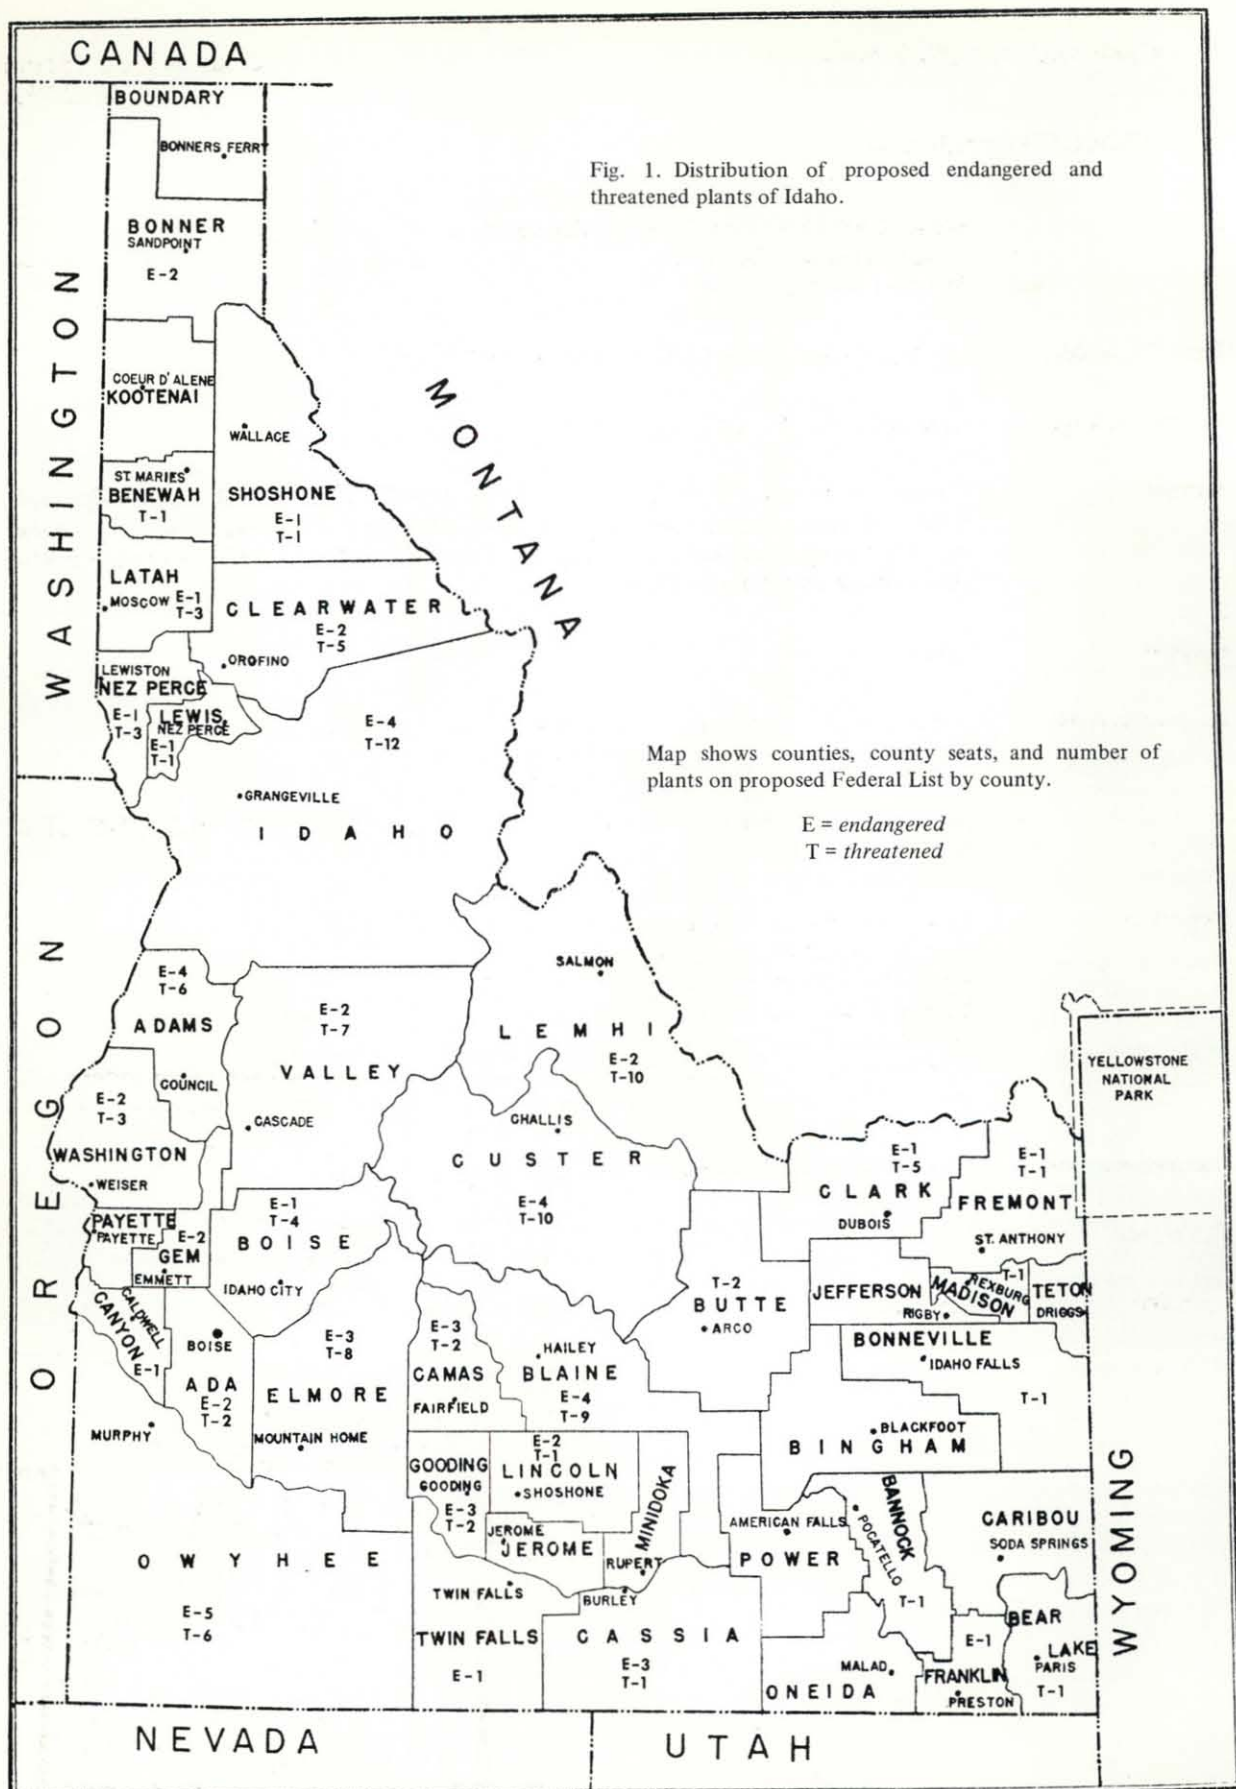 CANADA
BOUNDARY
BONNERS FERRY
Fig. 1. Distribution of proposed endangered and
threatened plants of Idaho.
BONNER
SANDPOINT
E-2
WASHINGTON
COEUR D'ALENE
KOOTENAI
MONTANA
WALLACE
ST. MARIES
BENEWAH
T-1
SHOSHONE
E-1
T-1
LATAH
MOSCOW
E-1
T-3
CLEARWATER
E-2
T-5
OROFINO
LEWISTON
NEZ PERCE
E-1
T-3
LEWIS
NEZ PERCE
E-1
T-1
E-4
T-12
Map shows counties, county seats, and number of
plants on proposed Federal List by county.
GRANGEVILLE
IDAHO
E = endangered
T = threatened
OREGON
SALMON
E-4
T-6
ADAMS
E-2
T-7
VALLEY
LEMHI
E-2
T-10
YELLOWSTONE
NATIONAL
PARK
COUNCIL
E-2
T-3
CASCADE
CHALLIS
WASHINGTON
WEISER
CUSTER
E-4
T-10
E-1
T-5
CLARK
DUBOIS
E-1
T-1
FREMONT
ST. ANTHONY
PAYETTE
PAYETTE
E-2
GEM
EMMETT
E-1
T-4
BOISE
IDAHO CITY
T-2
BUTTE
ARCO
JEFFERSON
RIGBY
REXBURG
MADISON
T-1
TETON
DRIGGS
CALDWELL
CANYON
E-1
BOISE
ADA
E-2
T-2
E-3
T-8
ELMORE
MOUNTAIN HOME
E-3
T-2
CAMAS
FAIRFIELD
HAILEY
BLAINE
E-4
T-9
BONNEVILLE
IDAHO FALLS
T-1
MURPHY
BLACKFOOT
BINGHAM
GOODING
GOODING
E-3
T-2
E-2
T-1
LINCOLN
SHOSHONE
MINIDOKA
RUPERT
JEROME
JEROME
AMERICAN FALLS
POWER
BANNOCK
POCATELLO
T-1
CARIBOU
SODA SPRINGS
WYOMING
OWYHEE
E-5
T-6
TWIN FALLS
TWIN FALLS
E-1
BURLEY
CASSIA
E-3
T-1
MALAD
ONEIDA
E-1
FRANKLIN
PRESTON
BEAR
LAKE
PARIS
T-1
NEVADA
UTAH